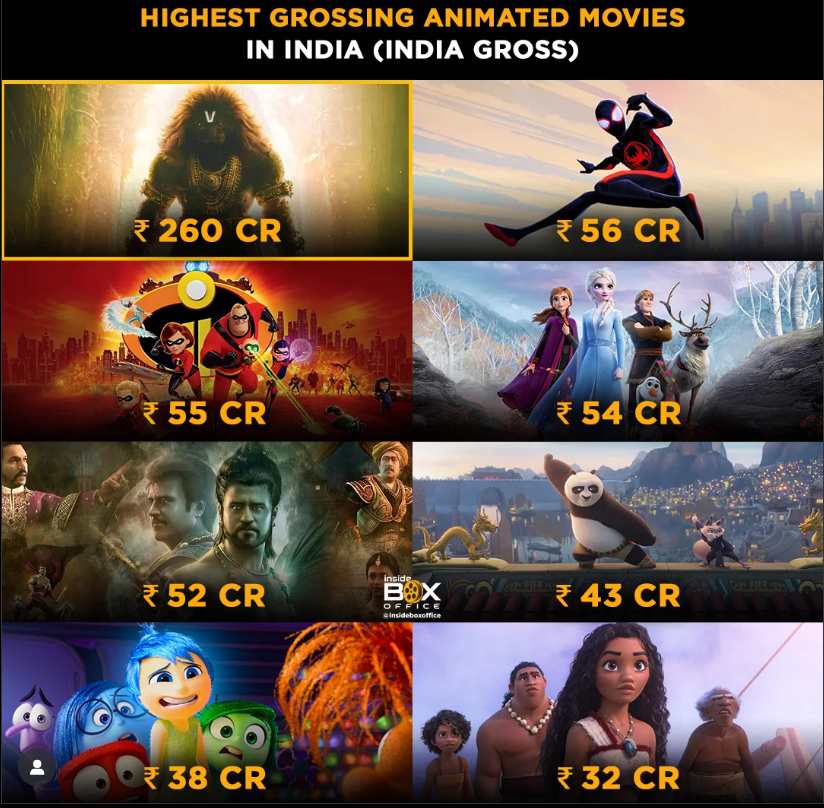 HIGHEST GROSSING ANIMATED MOVIES
IN INDIA (INDIA GROSS)
₹ 260 CR
₹ 56 CR
₹ 55 CR
₹ 54 CR
₹ 52 CR
inside
BOX
OFFICE
@insideboxoffice
₹ 43 CR
₹ 38 CR
₹ 32 CR